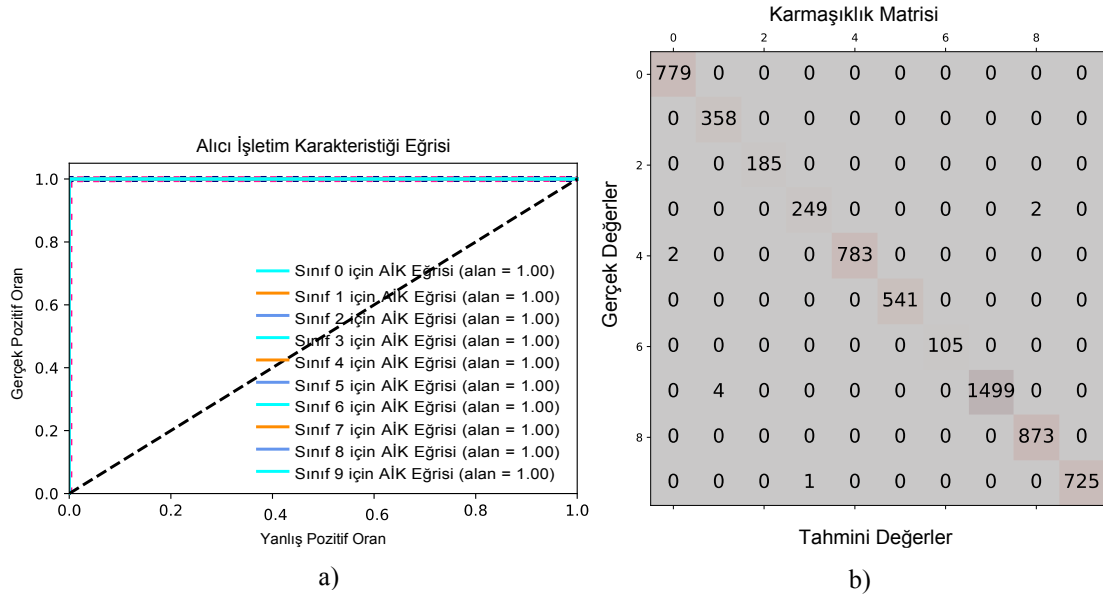 Alıcı İşletim Karakteristiği Eğrisi
1.0
0.8
0.6
0.4
0.2
0.0
Gerçek Pozitif Oran
Sınıf 0 için AİK Eğrisi (alan = 1.00)
Sınıf 1 için AİK Eğrisi (alan = 1.00)
Sınıf 2 için AİK Eğrisi (alan = 1.00)
Sınıf 3 için AİK Eğrisi (alan = 1.00)
Sınıf 4 için AİK Eğrisi (alan = 1.00)
Sınıf 5 için AİK Eğrisi (alan = 1.00)
Sınıf 6 için AİK Eğrisi (alan = 1.00)
Sınıf 7 için AİK Eğrisi (alan = 1.00)
Sınıf 8 için AİK Eğrisi (alan = 1.00)
Sınıf 9 için AİK Eğrisi (alan = 1.00)
0.0 0.2 0.4 0.6 0.8 1.0
Yanlış Pozitif Oran
a)
Karmaşıklık Matrisi
0 2 4 6 8
Gerçek Değerler
0 779 0 0 0 0 0 0 0 0 0
0 358 0 0 0 0 0 0 0 0
2 0 0 185 0 0 0 0 0 0 0
0 0 0 249 0 0 0 0 2 0
4 2 0 0 0 783 0 0 0 0 0
0 0 0 0 0 541 0 0 0 0
6 0 0 0 0 0 0 105 0 0 0
0 4 0 0 0 0 0 1499 0 0
8 0 0 0 0 0 0 0 0 873 0
0 0 0 1 0 0 0 0 0 725
Tahmini Değerler
b)